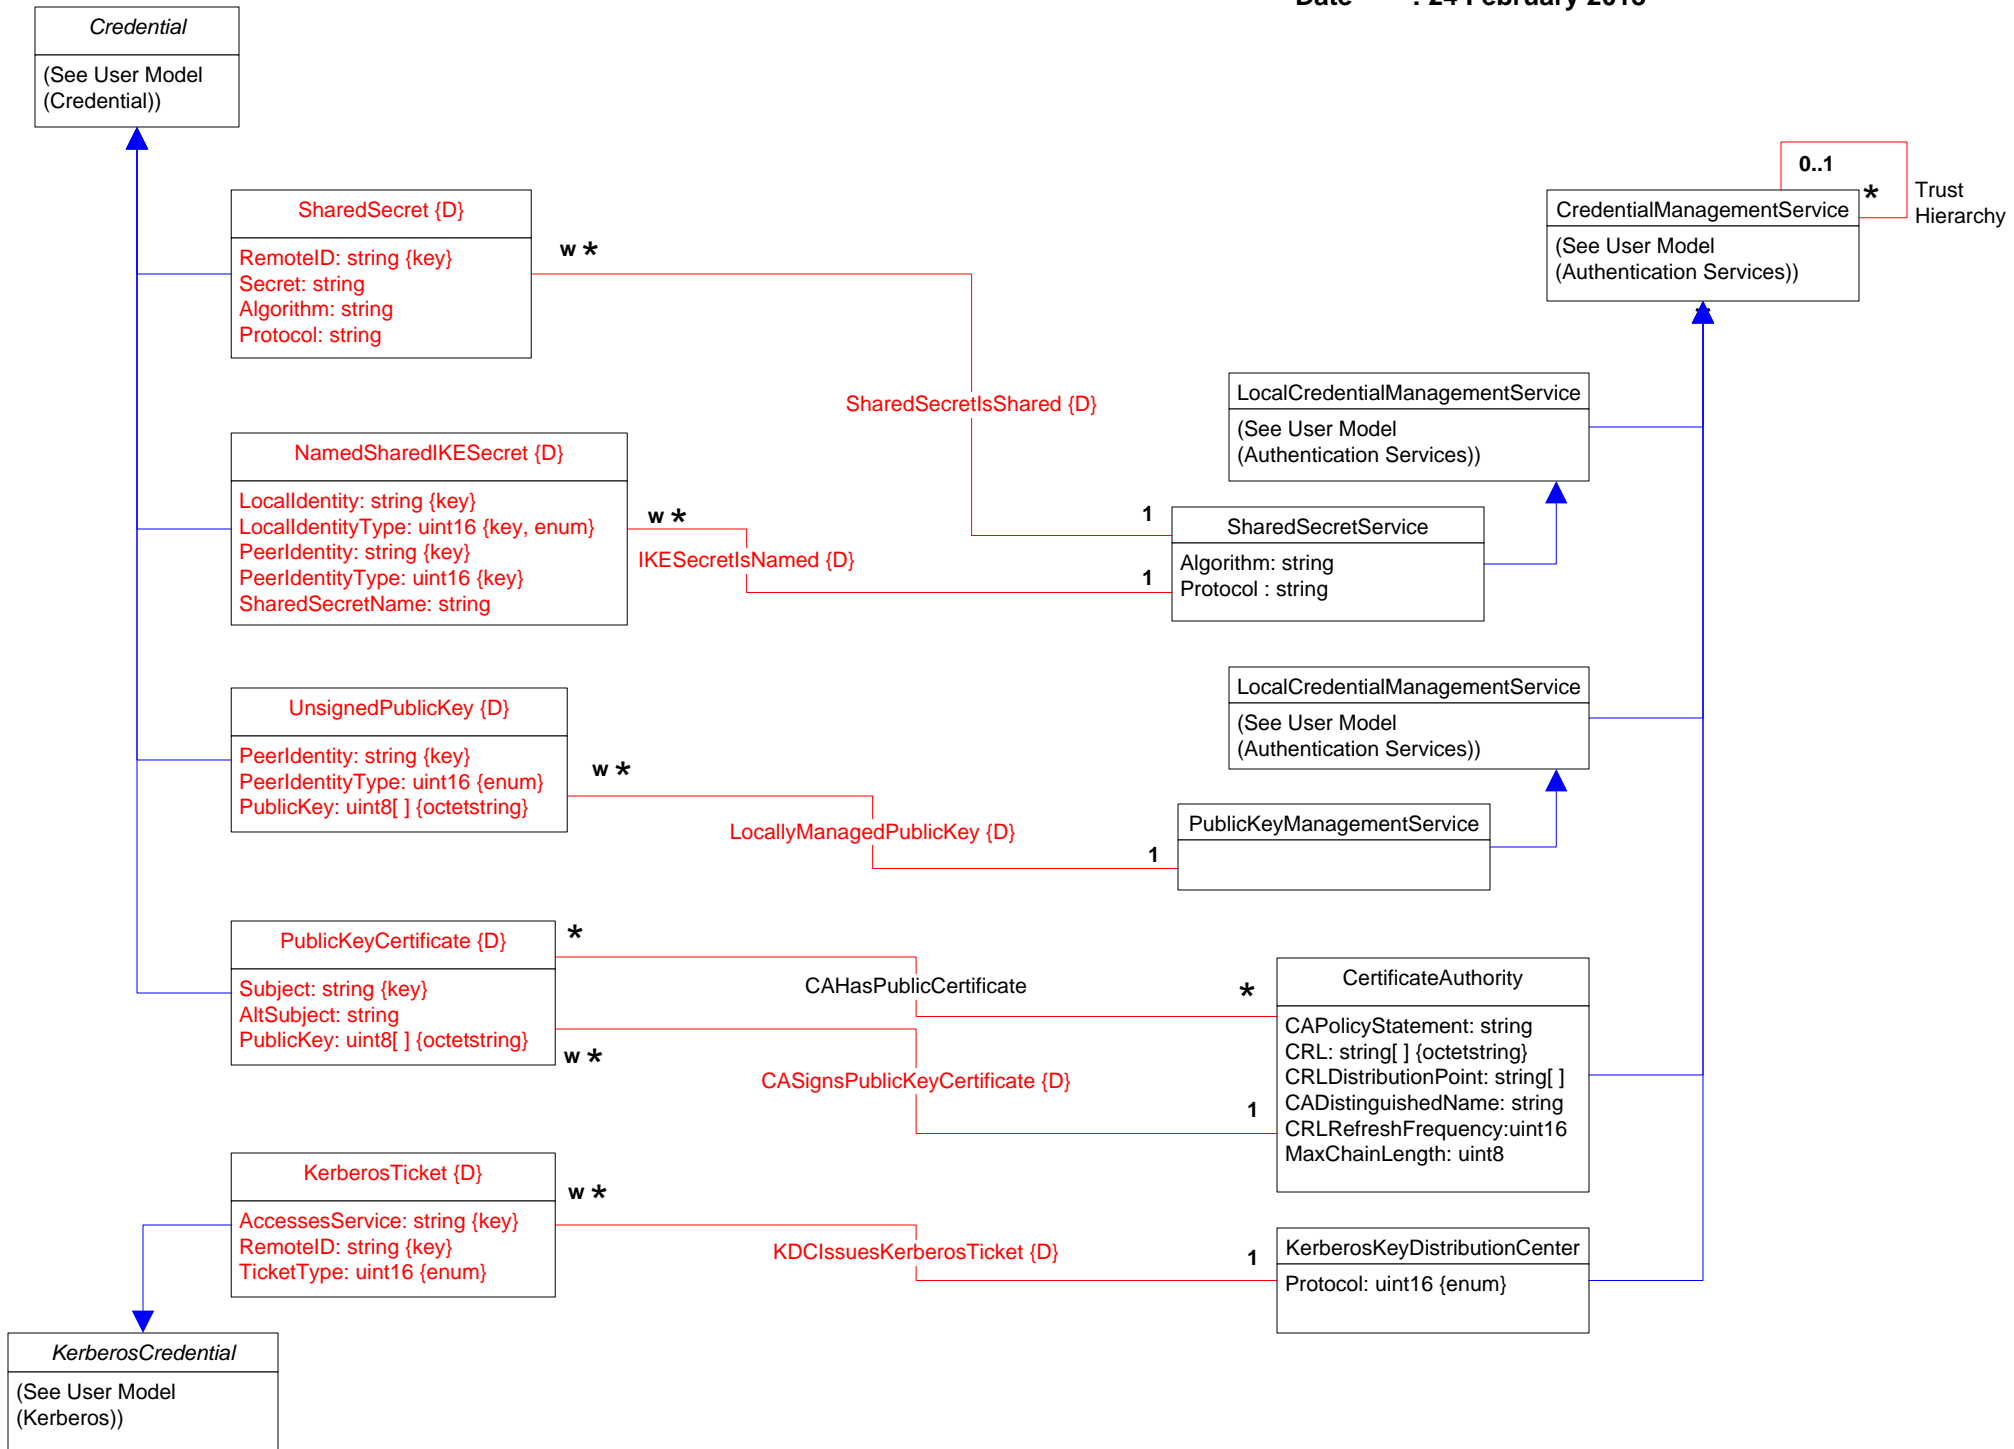 Date : 24 February 2013
Credential
(See User Model
(Credential))
SharedSecret {D}
RemoteID: string {key}
Secret: string
Algorithm: string
Protocol: string
w *
SharedSecretIsShared {D}
0..1
*
Trust
Hierarchy
CredentialManagementService
(See User Model
(Authentication Services))
*
LocalCredentialManagementService
(See User Model
(Authentication Services))
NamedSharedIKESecret {D}
LocalIdentity: string {key}
LocalIdentityType: uint16 {key, enum}
PeerIdentity: string {key}
PeerIdentityType: uint16 {key}
SharedSecretName: string
w *
IKESecretIsNamed {D}
1
1
SharedSecretService
Algorithm: string
Protocol : string
UnsignedPublicKey {D}
PeerIdentity: string {key}
PeerIdentityType: uint16 {enum}
PublicKey: uint8[ ] {octetstring}
w *
LocallyManagedPublicKey {D}
1
LocalCredentialManagementService
(See User Model
(Authentication Services))
PublicKeyManagementService
PublicKeyCertificate {D}
Subject: string {key}
AltSubject: string
PublicKey: uint8[ ] {octetstring}
*
CAHasPublicCertificate
*
w *
CASignsPublicKeyCertificate {D}
1
CertificateAuthority
CAPolicyStatement: string
CRL: string[ ] {octetstring}
CRLDistributionPoint: string[ ]
CADistinguishedName: string
CRLRefreshFrequency:uint16
MaxChainLength: uint8
KerberosTicket {D}
AccessesService: string {key}
RemoteID: string {key}
TicketType: uint16 {enum}
w *
KDCIssuesKerberosTicket {D}
1
KerberosKeyDistributionCenter
Protocol: uint16 {enum}
KerberosCredential
(See User Model
(Kerberos))